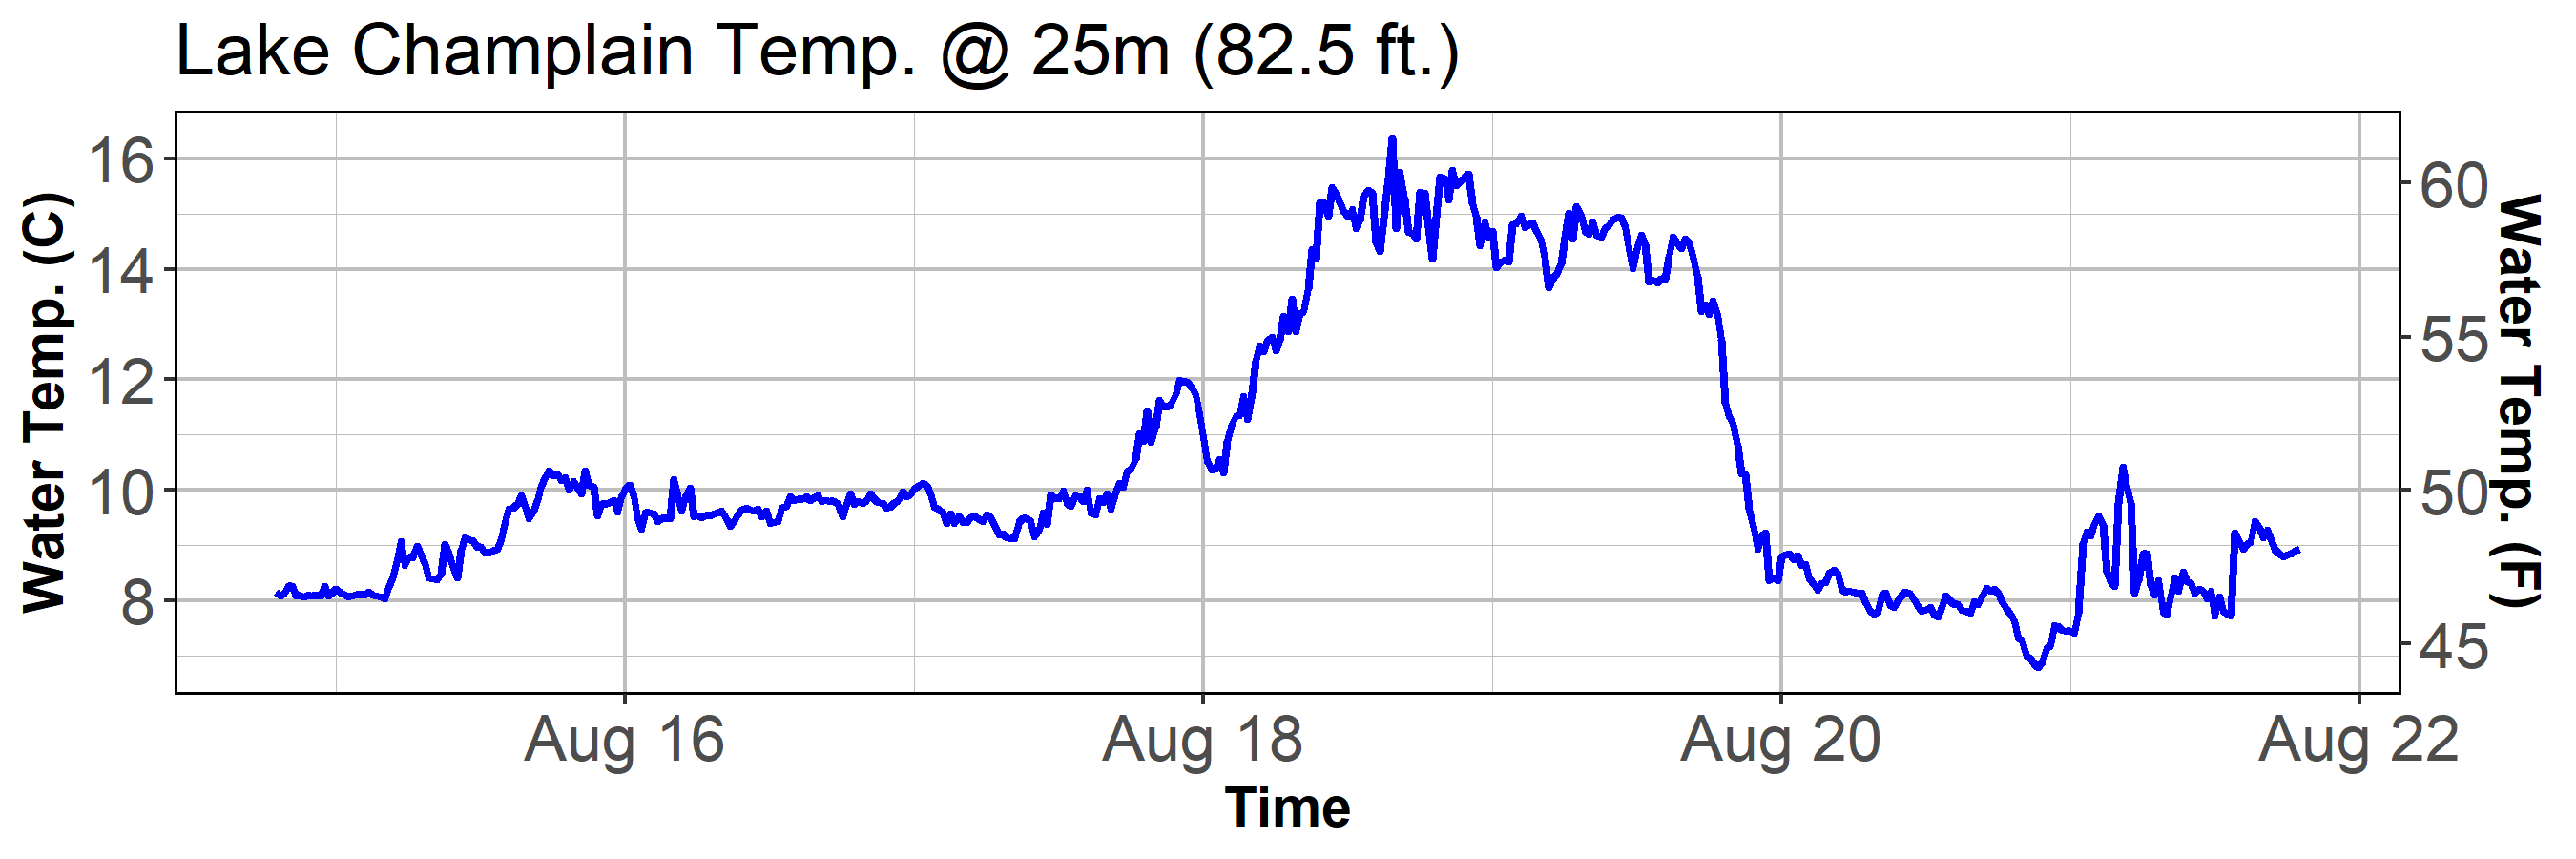 Lake Champlain Temp. @ 25m (82.5 ft.)
Water Temp. (C)
16
14
12
10
8
60
55
50
45
Water Temp. (F)
Aug 16
Aug 18
Aug 20
Aug 22
Time